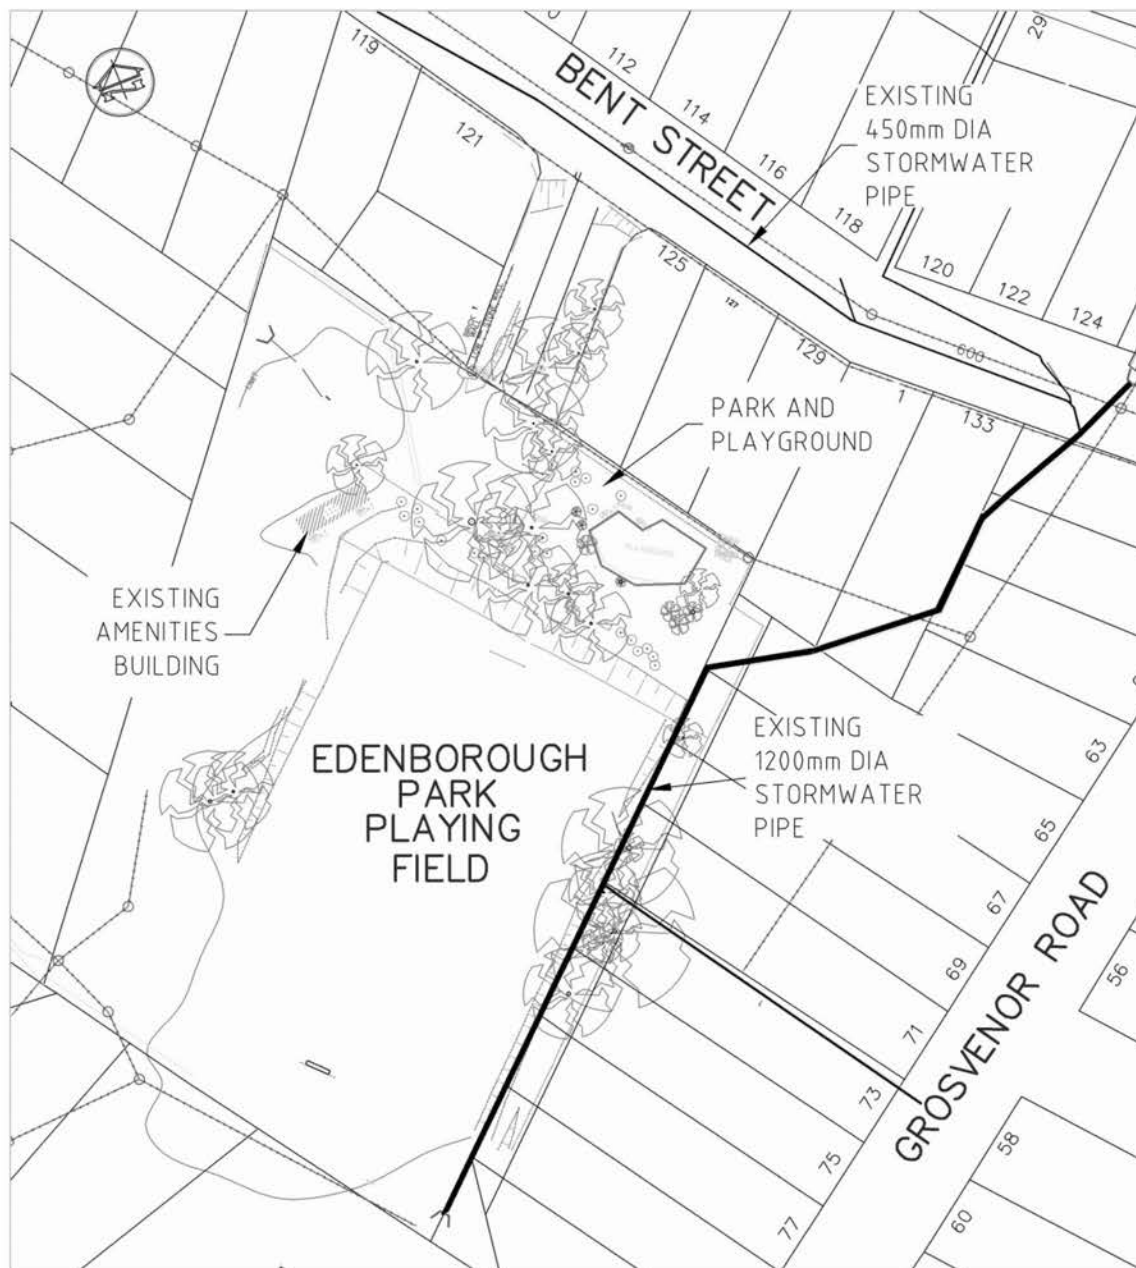 119
121
BENT STREET
112
114
116
118
120
122
124
29
EXISTING
450mm DIA
STORMWATER
PIPE
125
127
129
1
133
600
PARK AND
PLAYGROUND
EXISTING
AMENITIES
BUILDING
EDENBOROUGH
PARK
PLAYING
FIELD
EXISTING
1200mm DIA
STORMWATER
PIPE
63
65
67
69
71
73
75
77
GROSVENOR ROAD
56
58
60